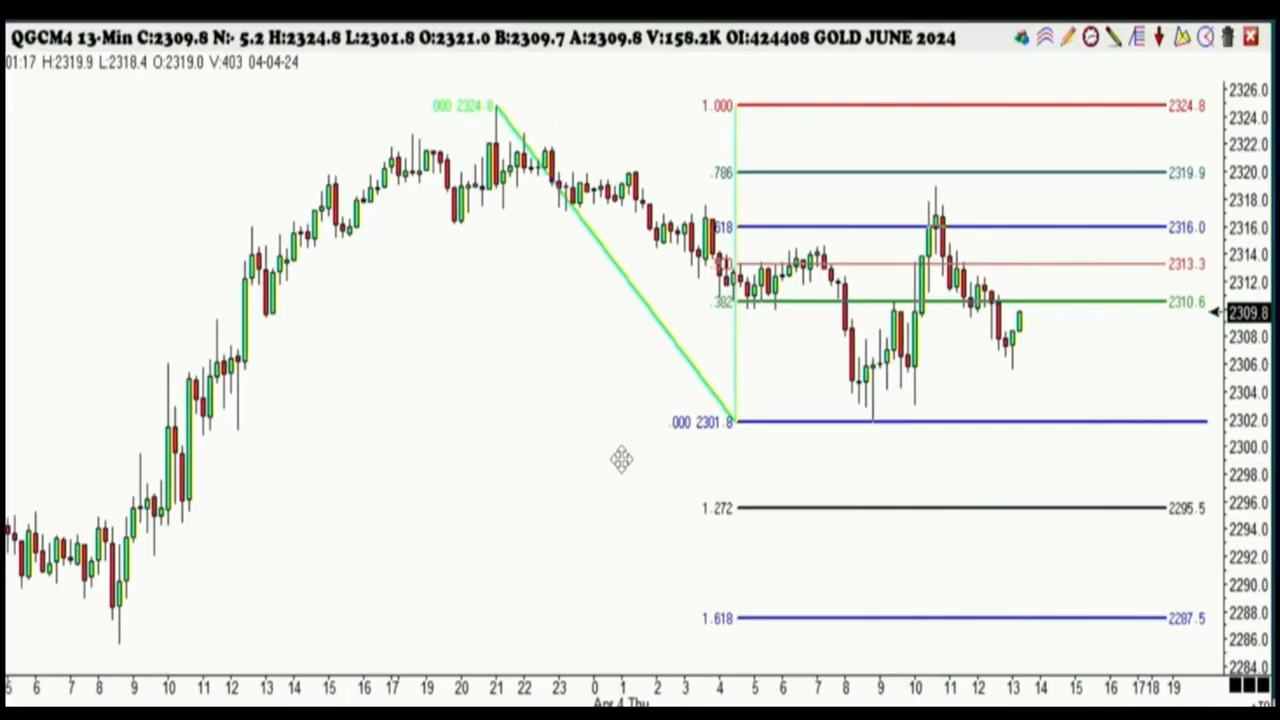 QGCM4 13-Min C:2309.8 N:- 5.2 H:2324.8 L:2301.8 O:2321.0 B:2309.7 A:2309.8 V:158.2K OI:424408 GOLD JUNE 2024
01:17 H:2319.9 L:2318.4 O:2319.0 V:403 04-04-24
2326.0
.000 2324.8 1.000 2324.8
2324.0
2322.0
.786 2319.9 2320.0
2318.0
.618 2316.0 2316.0
2314.0
2313.3
2312.0
.382 2310.6
2309.8
2308.0
2306.0
2304.0
.000 2301.8 2302.0
2300.0
2298.0
1.272 2295.5 2296.0
2294.0
2292.0
2290.0
2288.0
1.618 2287.5
2286.0
2284.0
5 6 7 8 9 10 11 12 13 14 15 16 17 19 20 21 22 23 0 1 2 3 4 5 6 7 8 9 10 11 12 13 14 15 16 17 18 19
Apr 4 Thu